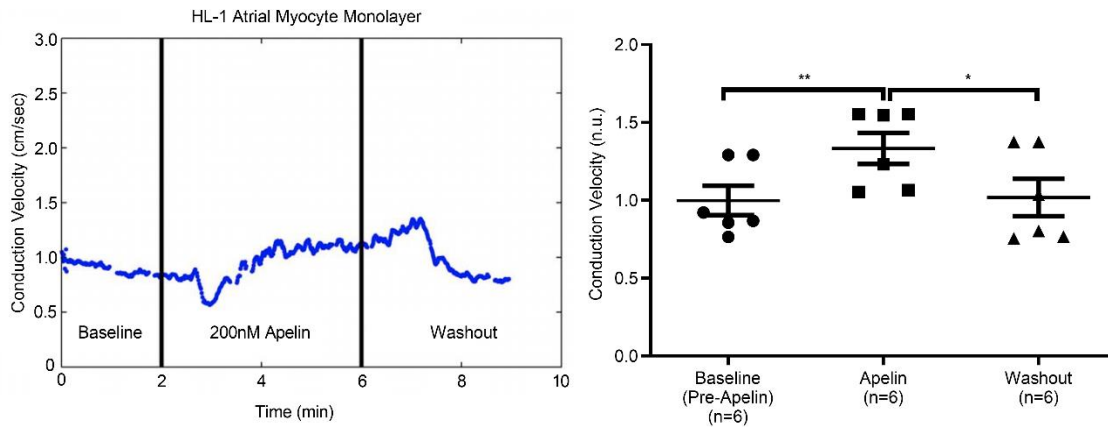 HL-1 Atrial Myocyte Monolayer
Conduction Velocity (cm/sec)
3.0
2.5
2.0
1.5
1.0
0.5
0
Baseline
200nM Apelin
Washout
0 2 4 6 8 10
Time (min)
Conduction Velocity (n.u.)
2.0
1.5
1.0
0.5
0.0
** *
Baseline Apelin Washout
(Pre-Apelin) (n=6) (n=6)
(n=6)